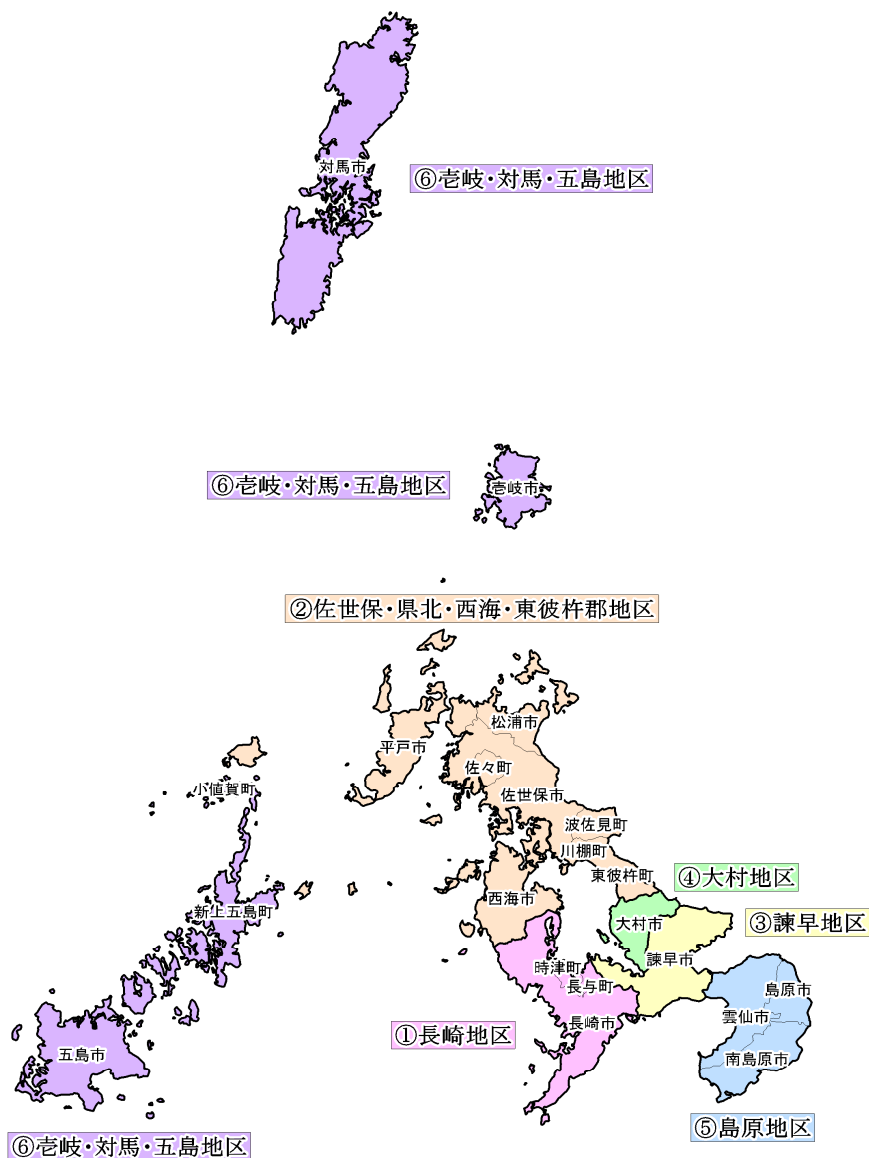 対馬市
⑥壱岐・対馬・五島地区
⑥壱岐・対馬・五島地区
壱岐市
②佐世保・県北・西海・東彼杵郡地区
松浦市
平戸市
佐々町
小値賀町
佐世保市
波佐見町
川棚町
東彼杵町
④大村地区
西海市
新上五島町
大村市
③諫早地区
諫早市
時津町
長与町
島原市
雲仙市
長崎市
①長崎地区
五島市
南島原市
⑤島原地区
⑥壱岐・対馬・五島地区